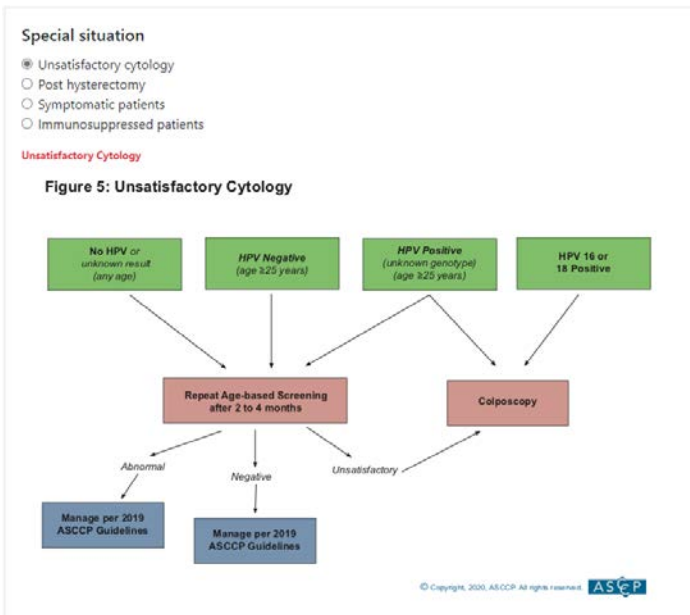 Special situation
Unsatisfactory cytology
Post hysterectomy
Symptomatic patients
Immunosuppressed patients
Unsatisfactory Cytology
Figure 5: Unsatisfactory Cytology
No HPV or
unknown result
(any age)
HPV Negative
(age ≥25 years)
HPV Positive
(unknown genotype)
(age ≥25 years)
HPV 16 or
18 Positive
Repeat Age-based Screening
after 2 to 4 months
Colposcopy
Abnormal
Negative
Unsatisfactory
Manage per 2019
ASCCP Guidelines
Manage per 2019
ASCCP Guidelines
© Copyright, 2020, ASCCP All rights reserved.
ASCCP